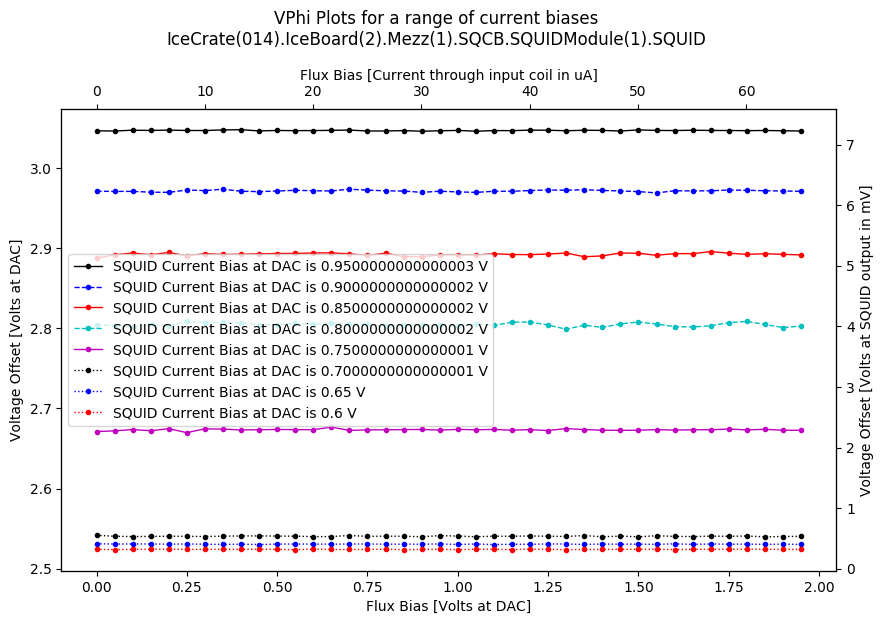 VPhi Plots for a range of current biases
IceCrate(014).IceBoard(2).Mezz(1).SQCB.SQUIDModule(1).SQUID
Flux Bias [Current through input coil in uA]
0 10 20 30 40 50 60
Voltage Offset [Volts at DAC]
3.0
2.9
2.8
2.7
2.6
2.5
SQUID Current Bias at DAC is 0.9500000000000003 V
SQUID Current Bias at DAC is 0.9000000000000002 V
SQUID Current Bias at DAC is 0.8500000000000002 V
SQUID Current Bias at DAC is 0.8000000000000002 V
SQUID Current Bias at DAC is 0.7500000000000001 V
SQUID Current Bias at DAC is 0.7000000000000001 V
SQUID Current Bias at DAC is 0.65 V
SQUID Current Bias at DAC is 0.6 V
7
6
5
4
3
2
1
0
Voltage Offset [Volts at SQUID output in mV]
0.00 0.25 0.50 0.75 1.00 1.25 1.50 1.75 2.00
Flux Bias [Volts at DAC]